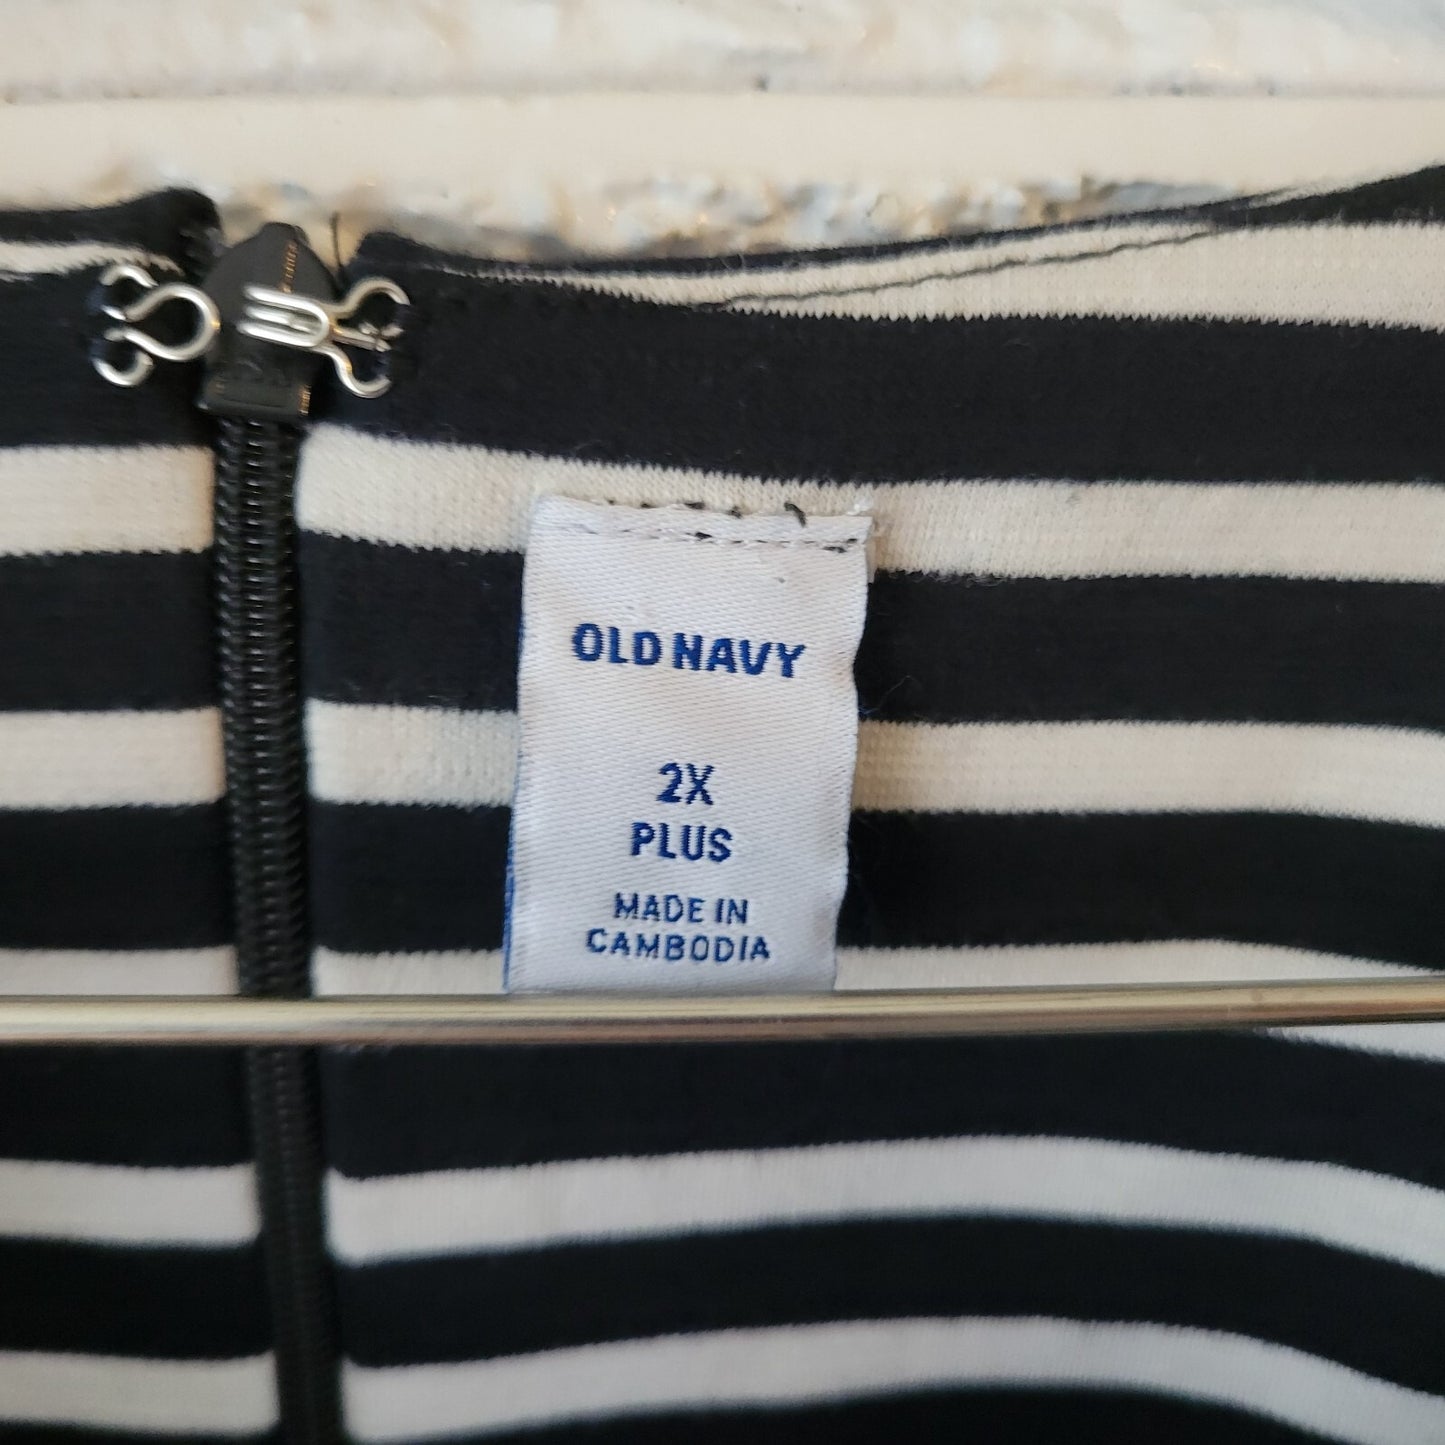 OLD NAVY
2X
PLUS
MADE IN
CAMBODIA